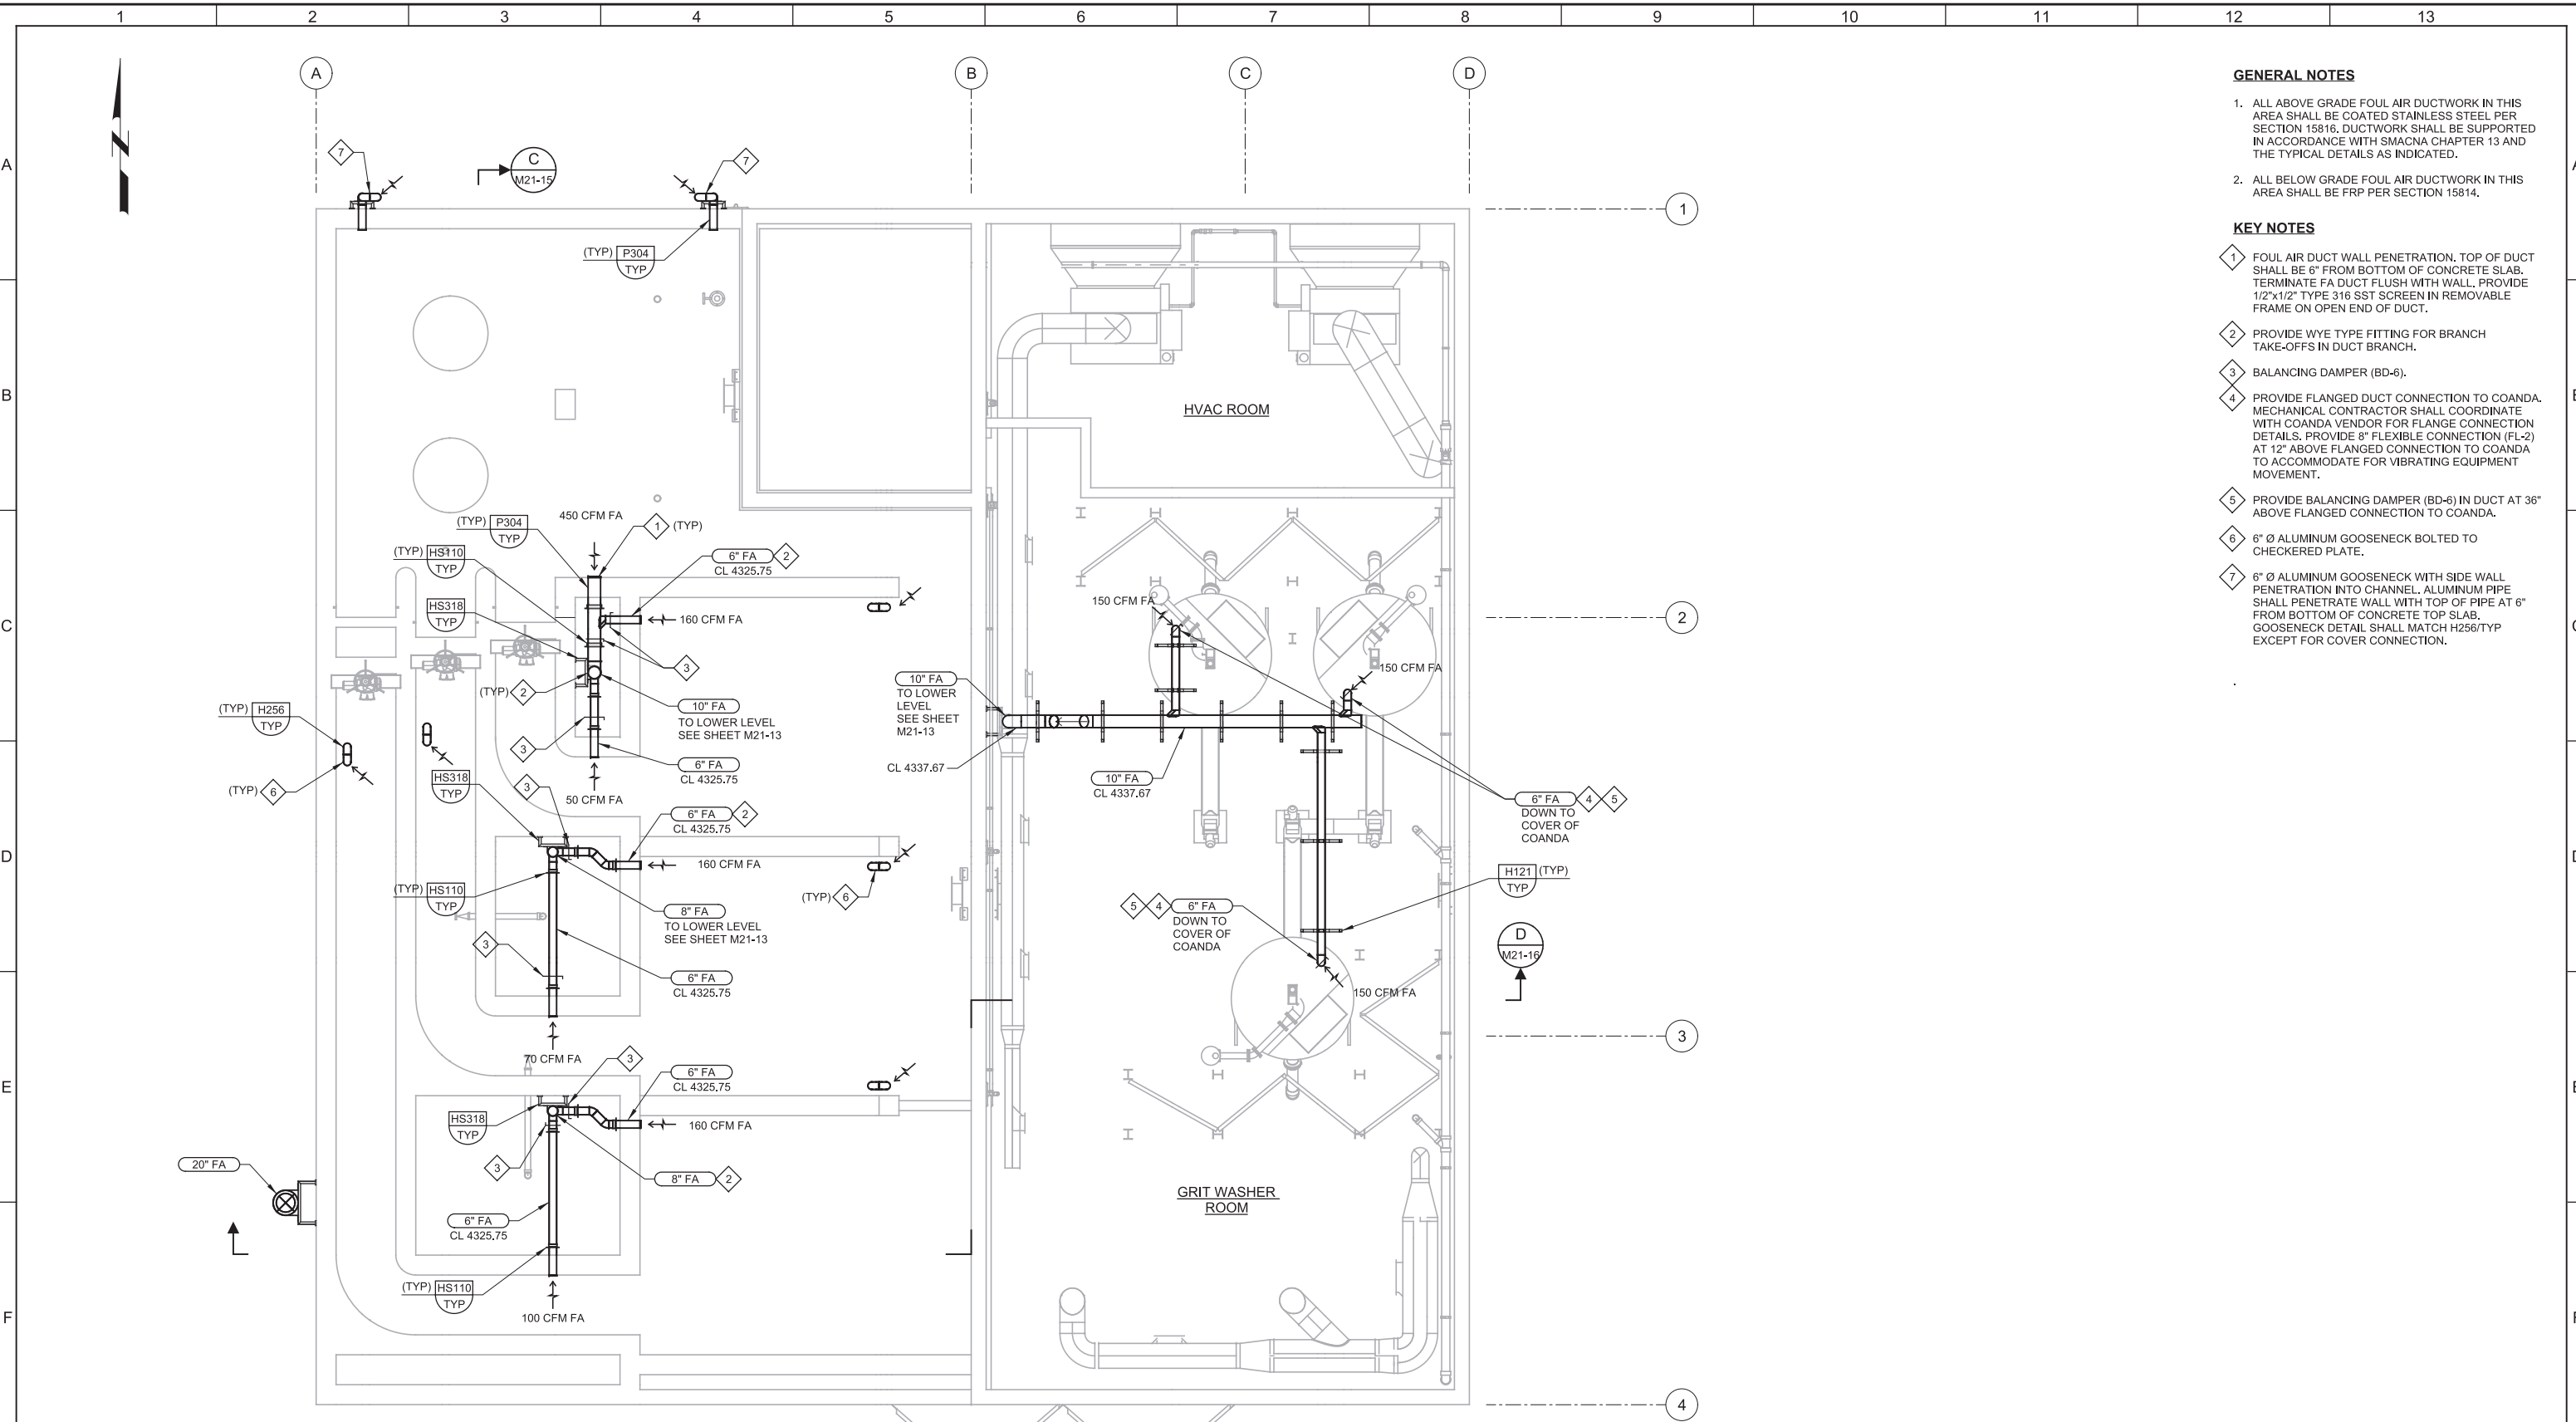 1 2 3 4 5 6 7 8 9 10 11 12 13
A
B
C
D
E
F
A
B
C
D
1
2
3
4
N
GENERAL NOTES
1. ALL ABOVE GRADE FOUL AIR DUCTWORK IN THIS
AREA SHALL BE COATED STAINLESS STEEL PER
SECTION 15816. DUCTWORK SHALL BE SUPPORTED
IN ACCORDANCE WITH SMACNA CHAPTER 13 AND
THE TYPICAL DETAILS AS INDICATED.
2. ALL BELOW GRADE FOUL AIR DUCTWORK IN THIS
AREA SHALL BE FRP PER SECTION 15814.
KEY NOTES
1 FOUL AIR DUCT WALL PENETRATION. TOP OF DUCT
SHALL BE 6" FROM BOTTOM OF CONCRETE SLAB.
TERMINATE FA DUCT FLUSH WITH WALL. PROVIDE
1/2"x1/2" TYPE 316 SST SCREEN IN REMOVABLE
FRAME ON OPEN END OF DUCT.
2 PROVIDE WYE TYPE FITTING FOR BRANCH
TAKE-OFFS IN DUCT BRANCH.
3 BALANCING DAMPER (BD-6).
4 PROVIDE FLANGED DUCT CONNECTION TO COANDA.
MECHANICAL CONTRACTOR SHALL COORDINATE
WITH COANDA VENDOR FOR FLANGE CONNECTION
DETAILS. PROVIDE 8" FLEXIBLE CONNECTION (FL-2)
AT 12" ABOVE FLANGED CONNECTION TO COANDA
TO ACCOMMODATE FOR VIBRATING EQUIPMENT
MOVEMENT.
5 PROVIDE BALANCING DAMPER (BD-6) IN DUCT AT 36"
ABOVE FLANGED CONNECTION TO COANDA.
6 6" Ø ALUMINUM GOOSENECK BOLTED TO
CHECKERED PLATE.
7 6" Ø ALUMINUM GOOSENECK WITH SIDE WALL
PENETRATION INTO CHANNEL. ALUMINUM PIPE
SHALL PENETRATE WALL WITH TOP OF PIPE AT 6"
FROM BOTTOM OF CONCRETE TOP SLAB.
GOOSENECK DETAIL SHALL MATCH H256/TYP
EXCEPT FOR COVER CONNECTION.
7
C
M21-15
7
(TYP) P304
TYP
HVAC ROOM
450 CFM FA
(TYP) P304
TYP
1 (TYP)
(TYP) HS110
TYP
6" FA 2
CL 4325.75
HS318
TYP
160 CFM FA
3
(TYP) 2
10" FA
TO LOWER LEVEL
SEE SHEET M21-13
(TYP) H256
TYP
3
6" FA
CL 4325.75
(TYP) 6
50 CFM FA
HS318
TYP
3
6" FA 2
CL 4325.75
160 CFM FA
(TYP) HS110
TYP
8" FA
TO LOWER LEVEL
SEE SHEET M21-13
(TYP) 6
3
6" FA
CL 4325.75
70 CFM FA
3
6" FA
CL 4325.75
HS318
TYP
160 CFM FA
3
8" FA 2
20" FA
6" FA
CL 4325.75
(TYP) HS110
TYP
100 CFM FA
150 CFM FA
150 CFM FA
10" FA
TO LOWER
LEVEL
SEE SHEET
M21-13
CL 4337.67
10" FA
CL 4337.67
6" FA 4 5
DOWN TO
COVER OF
COANDA
H121 (TYP)
TYP
5 4 6" FA
DOWN TO
COVER OF
COANDA
D
M21-16
150 CFM FA
GRIT WASHER
ROOM